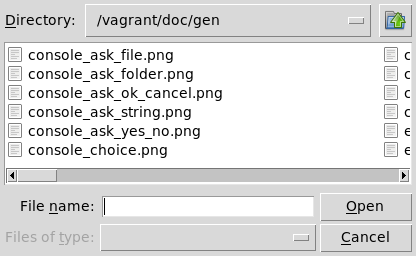 Directory: /vagrant/doc/gen
console_ask_file.png
console_ask_folder.png
console_ask_ok_cancel.png
console_ask_string.png
console_ask_yes_no.png
console_choice.png
File name:
Open
Files of type:
Cancel